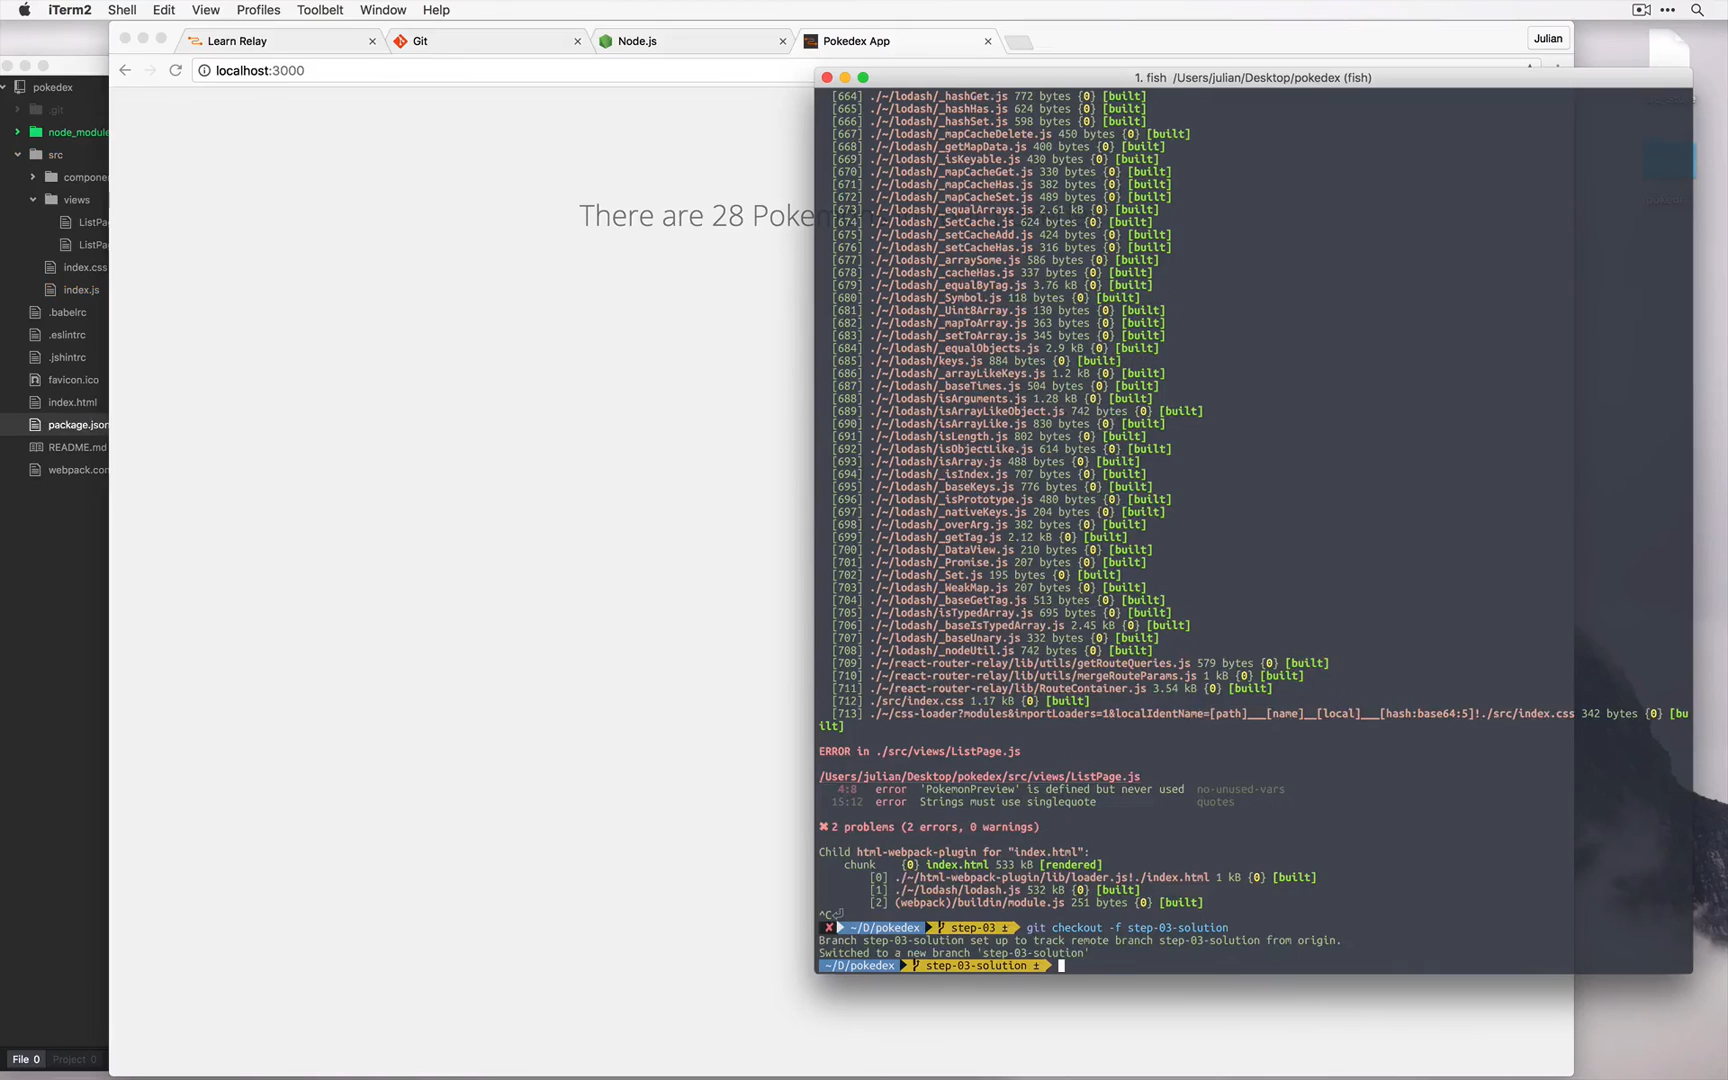 iTerm2 Shell Edit View Profiles Toolbelt Window Help
Learn Relay
Git
Node.js
Pokedex App
Julian
localhost:3000
pokedex
.git
node_module
src
compone
views
ListPa
ListPa
index.css
index.js
.babelrc
.eslintrc
.jshintrc
favicon.ico
index.html
package.json
README.md
webpack.con
File 0 Project 0
There are 28 Pokem
1. fish /Users/julian/Desktop/pokedex (fish)
[664] ./~/lodash/_hashGet.js 772 bytes {0} [built]
[665] ./~/lodash/_hashHas.js 624 bytes {0} [built]
[666] ./~/lodash/_hashSet.js 598 bytes {0} [built]
[667] ./~/lodash/_mapCacheDelete.js 450 bytes {0} [built]
[668] ./~/lodash/_getMapData.js 400 bytes {0} [built]
[669] ./~/lodash/_isKeyable.js 430 bytes {0} [built]
[670] ./~/lodash/_mapCacheGet.js 330 bytes {0} [built]
[671] ./~/lodash/_mapCacheHas.js 382 bytes {0} [built]
[672] ./~/lodash/_mapCacheSet.js 489 bytes {0} [built]
[673] ./~/lodash/_equalArrays.js 2.61 kB {0} [built]
[674] ./~/lodash/_SetCache.js 624 bytes {0} [built]
[675] ./~/lodash/_setCacheAdd.js 424 bytes {0} [built]
[676] ./~/lodash/_setCacheHas.js 316 bytes {0} [built]
[677] ./~/lodash/_arraySome.js 586 bytes {0} [built]
[678] ./~/lodash/_cacheHas.js 337 bytes {0} [built]
[679] ./~/lodash/_equalByTag.js 3.76 kB {0} [built]
[680] ./~/lodash/_Symbol.js 118 bytes {0} [built]
[681] ./~/lodash/_Uint8Array.js 130 bytes {0} [built]
[682] ./~/lodash/_mapToArray.js 363 bytes {0} [built]
[683] ./~/lodash/_setToArray.js 345 bytes {0} [built]
[684] ./~/lodash/_equalObjects.js 2.9 kB {0} [built]
[685] ./~/lodash/keys.js 884 bytes {0} [built]
[686] ./~/lodash/_arrayLikeKeys.js 1.2 kB {0} [built]
[687] ./~/lodash/_baseTimes.js 504 bytes {0} [built]
[688] ./~/lodash/isArguments.js 1.28 kB {0} [built]
[689] ./~/lodash/isArrayLikeObject.js 742 bytes {0} [built]
[690] ./~/lodash/isArrayLike.js 830 bytes {0} [built]
[691] ./~/lodash/isLength.js 802 bytes {0} [built]
[692] ./~/lodash/isObjectLike.js 614 bytes {0} [built]
[693] ./~/lodash/isArray.js 488 bytes {0} [built]
[694] ./~/lodash/_isIndex.js 707 bytes {0} [built]
[695] ./~/lodash/_baseKeys.js 776 bytes {0} [built]
[696] ./~/lodash/_isPrototype.js 480 bytes {0} [built]
[697] ./~/lodash/_nativeKeys.js 204 bytes {0} [built]
[698] ./~/lodash/_overArg.js 382 bytes {0} [built]
[699] ./~/lodash/_getTag.js 2.12 kB {0} [built]
[700] ./~/lodash/_DataView.js 210 bytes {0} [built]
[701] ./~/lodash/_Promise.js 207 bytes {0} [built]
[702] ./~/lodash/_Set.js 195 bytes {0} [built]
[703] ./~/lodash/_WeakMap.js 207 bytes {0} [built]
[704] ./~/lodash/_baseGetTag.js 513 bytes {0} [built]
[705] ./~/lodash/isTypedArray.js 695 bytes {0} [built]
[706] ./~/lodash/_baseIsTypedArray.js 2.45 kB {0} [built]
[707] ./~/lodash/_baseUnary.js 332 bytes {0} [built]
[708] ./~/lodash/_nodeUtil.js 742 bytes {0} [built]
[709] ./~/react-router-relay/lib/utils/getRouteQueries.js 579 bytes {0} [built]
[710] ./~/react-router-relay/lib/utils/mergeRouteParams.js 1 kB {0} [built]
[711] ./~/react-router-relay/lib/RouteContainer.js 3.54 kB {0} [built]
[712] ./src/index.css 1.17 kB {0} [built]
[713] ./~/css-loader?modules&importLoaders=1&localIdentName=[path]___[name]__[local]___[hash:base64:5]!./src/index.css 342 bytes {0} [bu
ilt]
ERROR in ./src/views/ListPage.js
/Users/julian/Desktop/pokedex/src/views/ListPage.js
4:8 error 'PokemonPreview' is defined but never used no-unused-vars
15:12 error Strings must use singlequote quotes
✖ 2 problems (2 errors, 0 warnings)
Child html-webpack-plugin for "index.html":
chunk {0} index.html 533 kB [rendered]
[0] ./~/html-webpack-plugin/lib/loader.js!./index.html 1 kB {0} [built]
[1] ./~/lodash/lodash.js 532 kB {0} [built]
[2] (webpack)/buildin/module.js 251 bytes {0} [built]
^C⏎
✗ ~/D/pokedex step-03 ± git checkout -f step-03-solution
Branch step-03-solution set up to track remote branch step-03-solution from origin.
Switched to a new branch 'step-03-solution'
~/D/pokedex step-03-solution ±